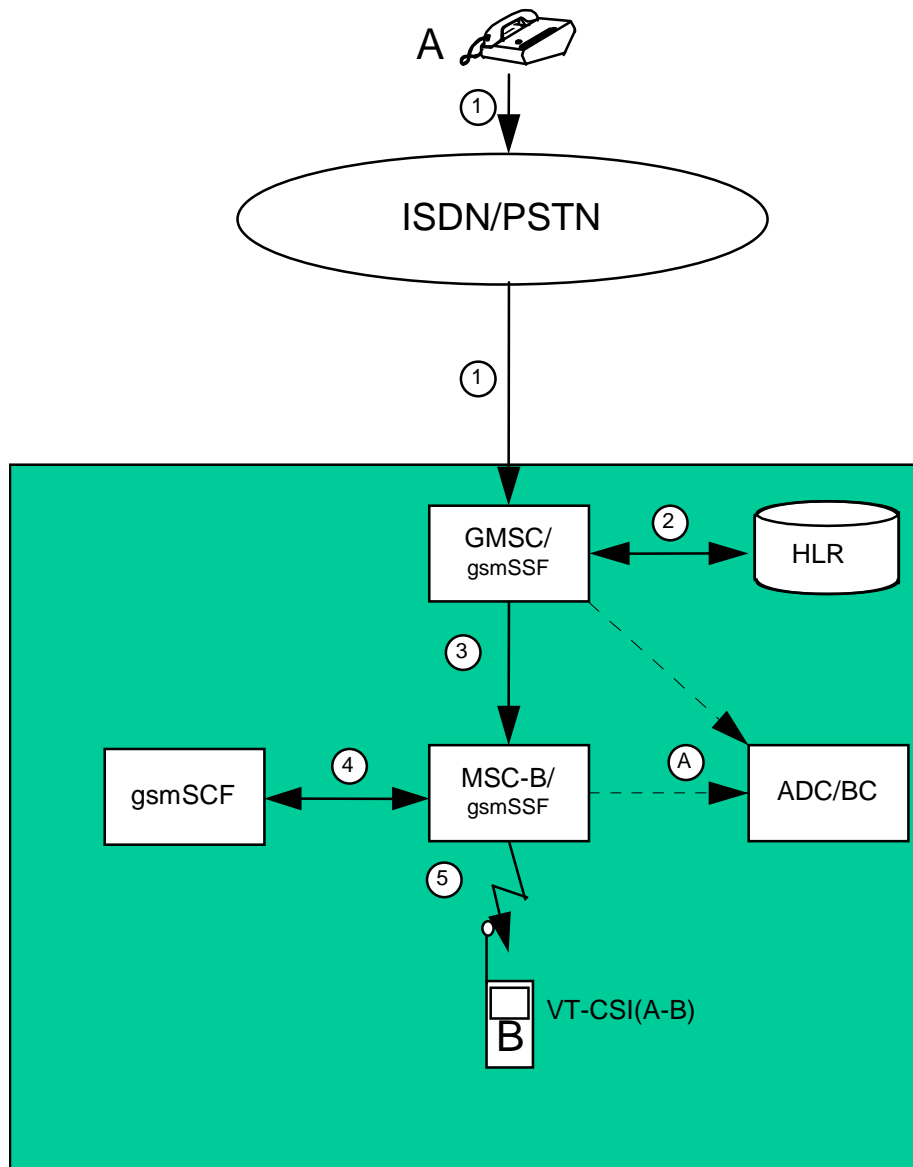 A
1
ISDN/PSTN
1
GMSC/
gsmSSF
2
HLR
3
gsmSCF
4
MSC-B/
gsmSSF
A
ADC/BC
5
B
VT-CSI(A-B)